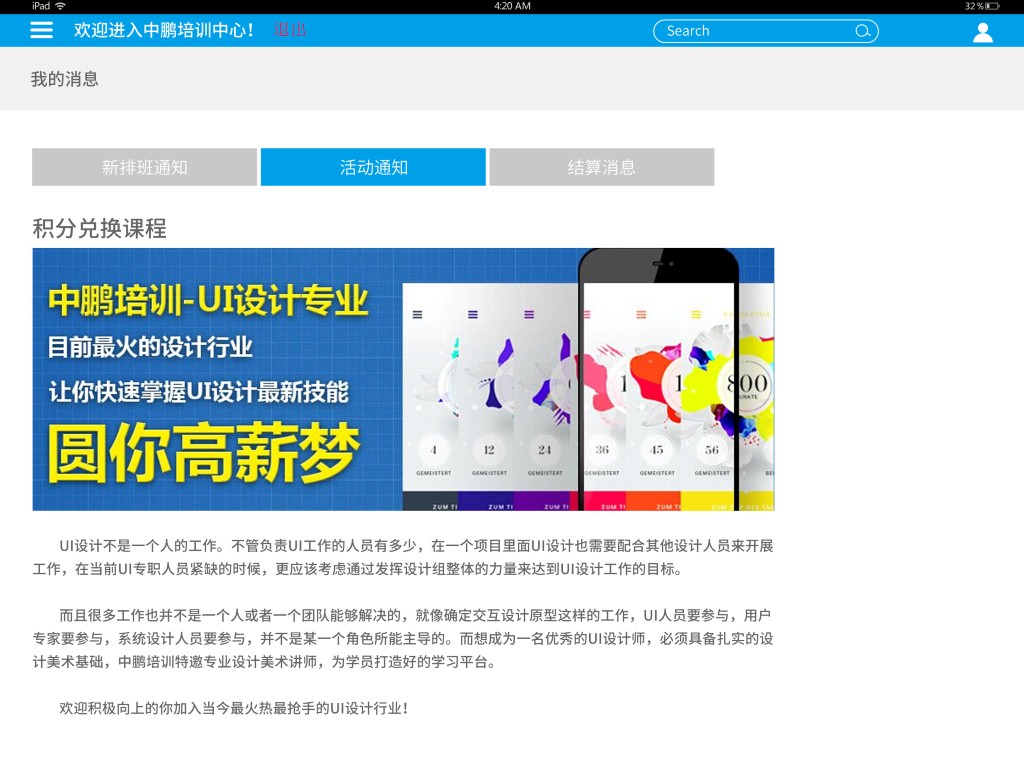 iPad 4:20 AM 32%
欢迎进入中鹏培训中心! 退出 Search
我的消息
新排班通知 活动通知 结算消息
积分兑换课程
中鹏培训-UI设计专业
目前最火的设计行业
让你快速掌握UI设计最新技能
圆你高薪梦
800
4 12 24 36 45 56
GEMEISTERT GEMEISTERT GEMEISTERT GEMEISTERT GEMEISTERT GEMEISTERT
ZUM TI ZUM TI ZUM TI ZUM TI ZUM TI
UI设计不是一个人的工作。不管负责UI工作的人员有多少，在一个项目里面UI设计也需要配合其他设计人员来开展
工作，在当前UI专职人员紧缺的时候，更应该考虑通过发挥设计组整体的力量来达到UI设计工作的目标。
而且很多工作也并不是一个人或者一个团队能够解决的，就像确定交互设计原型这样的工作，UI人员要参与，用户
专家要参与，系统设计人员要参与，并不是某一个角色所能主导的。而想成为一名优秀的UI设计师，必须具备扎实的设
计美术基础，中鹏培训特邀专业设计美术讲师，为学员打造好的学习平台。
欢迎积极向上的你加入当今最火热最抢手的UI设计行业！